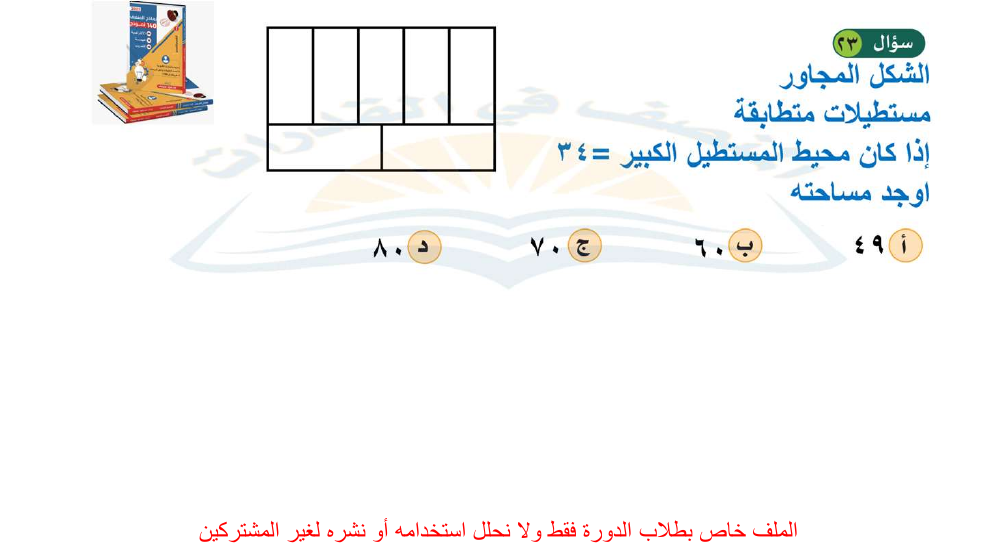 سؤال ٢٣
الشكل المجاور
مستطيلات متطابقة
إذا كان محيط المستطيل الكبير = ٣٤
اوجد مساحته
أ ٤٩ ب ٦٠ ج ٧٠ د ٨٠
الملف خاص بطلاب الدورة فقط ولا نحلل استخدامه أو نشره لغير المشتركين